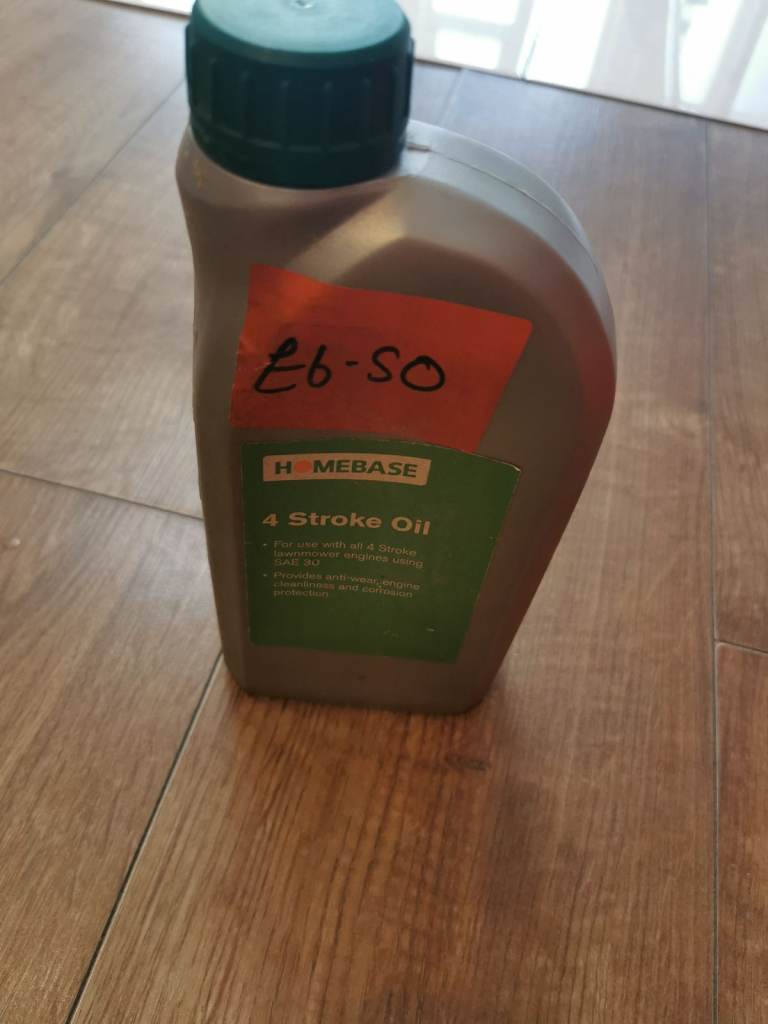 £6-50
HOMEBASE
4 Stroke Oil
• For use with all 4 Stroke
lawnmower engines using
SAE 30
• Provides anti-wear, engine
cleanliness and corrosion
protection